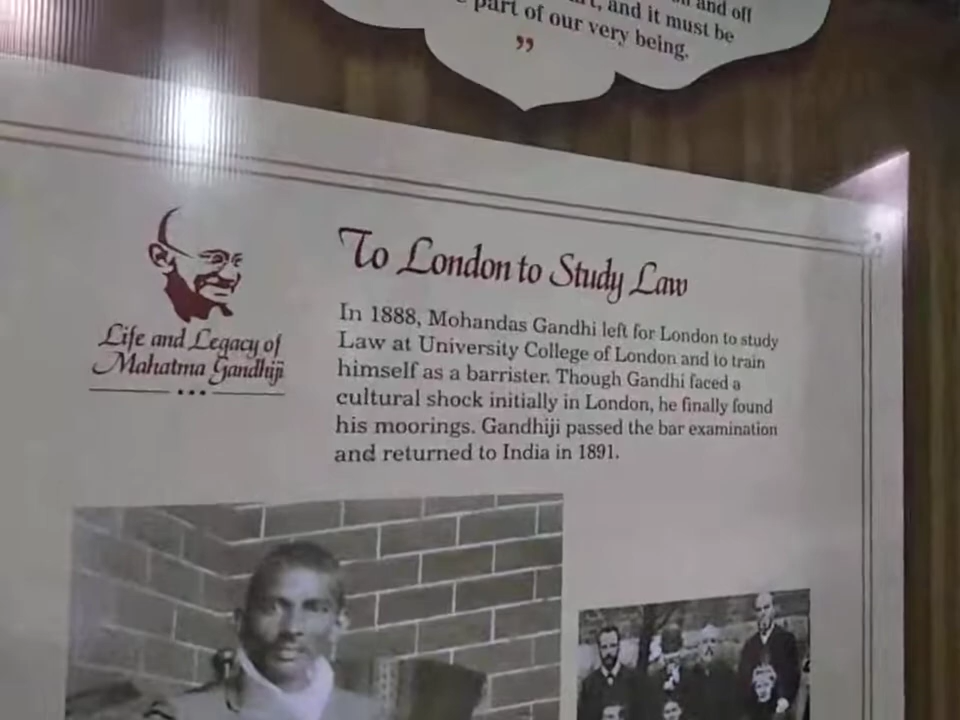 and off
and it must be
part of our very being.
”
To London to Study Law
In 1888, Mohandas Gandhi left for London to study
Law at University College of London and to train
himself as a barrister. Though Gandhi faced a
cultural shock initially in London, he finally found
his moorings. Gandhiji passed the bar examination
and returned to India in 1891.
Life and Legacy of
Mahatma Gandhiji